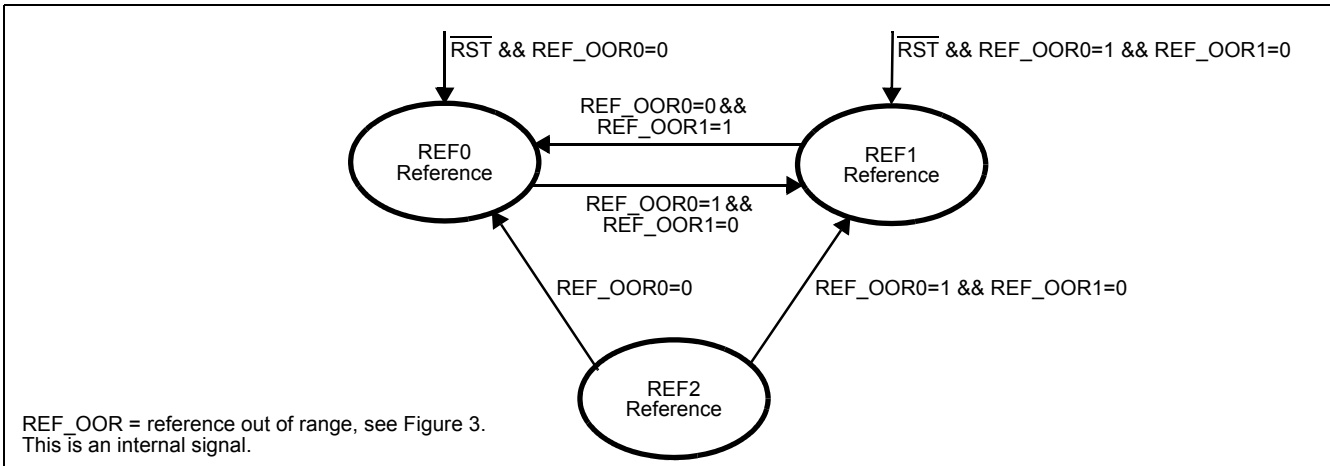 R̅S̅T̅ && REF_OOR0=0
R̅S̅T̅ && REF_OOR0=1 && REF_OOR1=0
REF_OOR0=0 &&
REF_OOR1=1
REF0
Reference
REF1
Reference
REF_OOR0=1 &&
REF_OOR1=0
REF_OOR0=0
REF_OOR0=1 && REF_OOR1=0
REF2
Reference
REF_OOR = reference out of range, see Figure 3.
This is an internal signal.